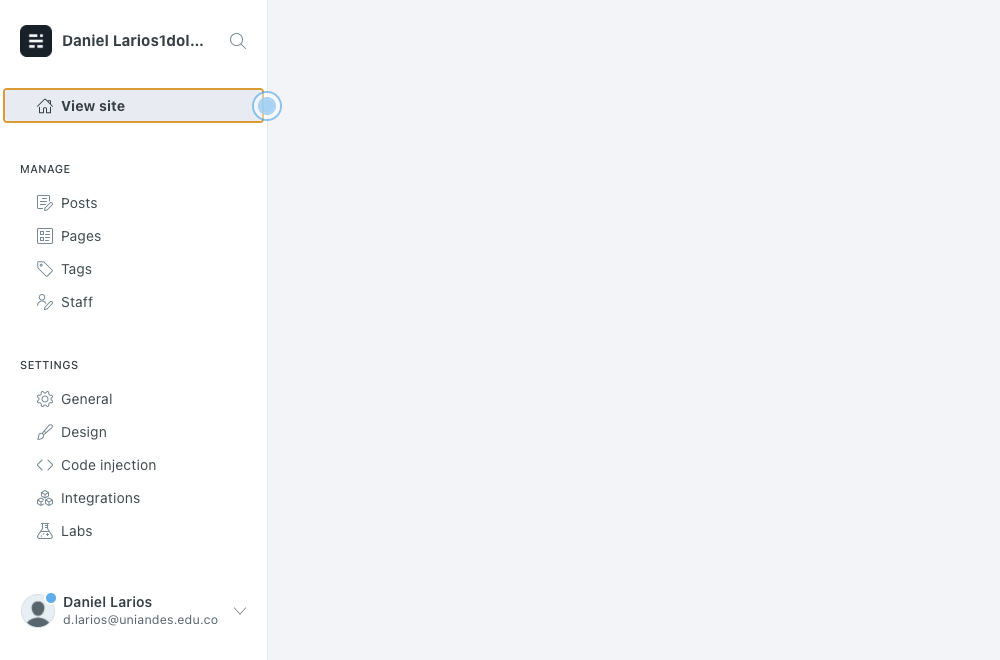 Daniel Larios1dol...
View site
MANAGE
Posts
Pages
Tags
Staff
SETTINGS
General
Design
Code injection
Integrations
Labs
Daniel Larios
d.larios@uniandes.edu.co